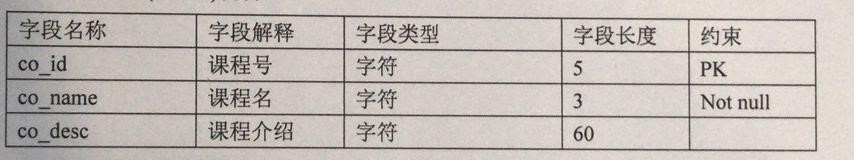 字段名称 字段解释 字段类型 字段长度 约束
co_id 课程号 字符 5 PK
co_name 课程名 字符 3 Not null
co_desc 课程介绍 字符 60